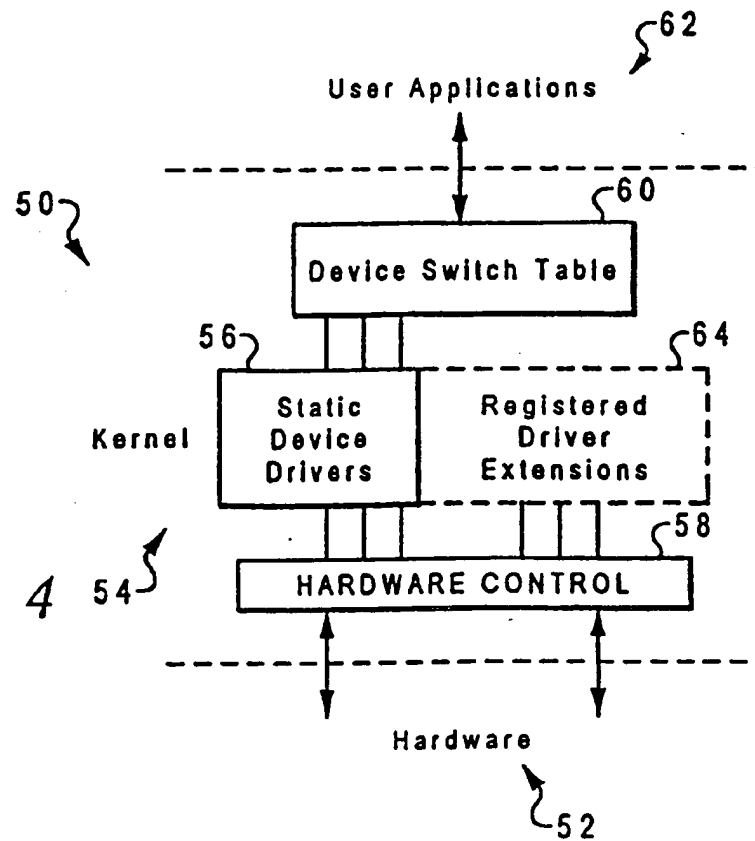 62
User Applications
50
60
Device Switch Table
56
64
Static
Device
Drivers
Registered
Driver
Extensions
Kernel
58
HARDWARE CONTROL
4
54
Hardware
52